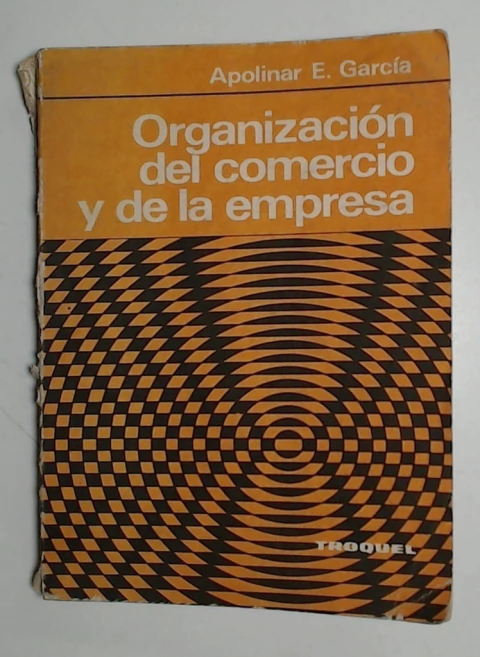 Apolinar E. García
Organización
del comercio
y de la empresa
TROQUEL